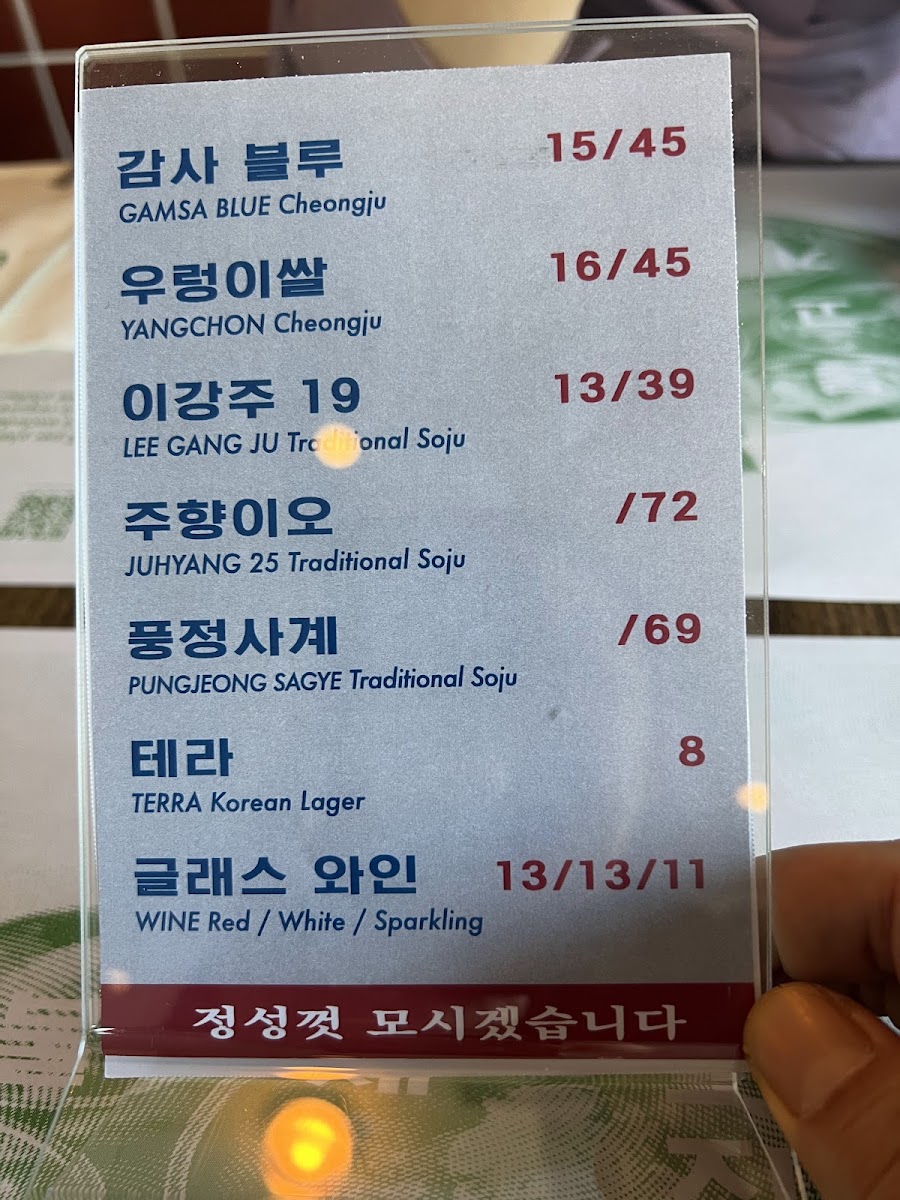 감사 블루 15/45
GAMSA BLUE Cheongju
우렁이쌀 16/45
YANGCHON Cheongju
이강주 19 13/39
LEE GANG JU Traditional Soju
주향이오 /72
JUHYANG 25 Traditional Soju
풍정사계 /69
PUNGJEONG SAGYE Traditional Soju
테라 8
TERRA Korean Lager
글래스 와인 13/13/11
WINE Red / White / Sparkling
정성껏 모시겠습니다